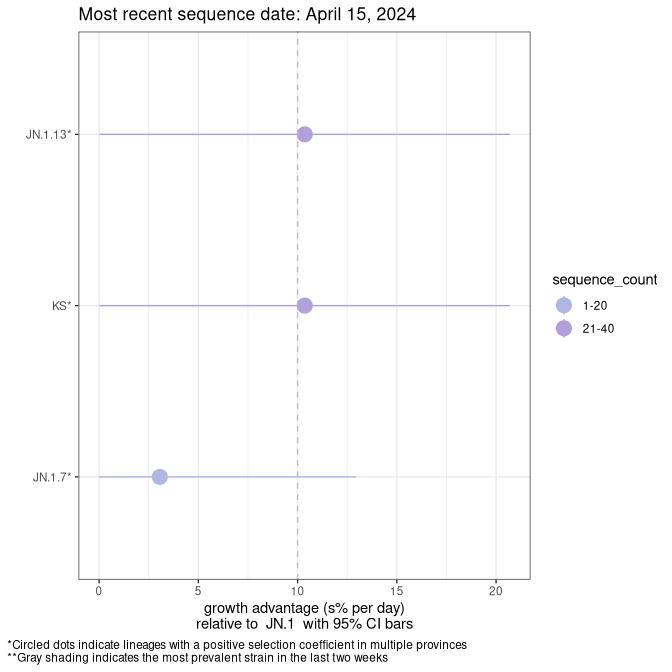 Most recent sequence date: April 15, 2024
JN.1.13*
KS*
JN.1.7*
0 5 10 15 20
growth advantage (s% per day)
relative to JN.1 with 95% CI bars
sequence_count
1-20
21-40
*Circled dots indicate lineages with a positive selection coefficient in multiple provinces
**Gray shading indicates the most prevalent strain in the last two weeks